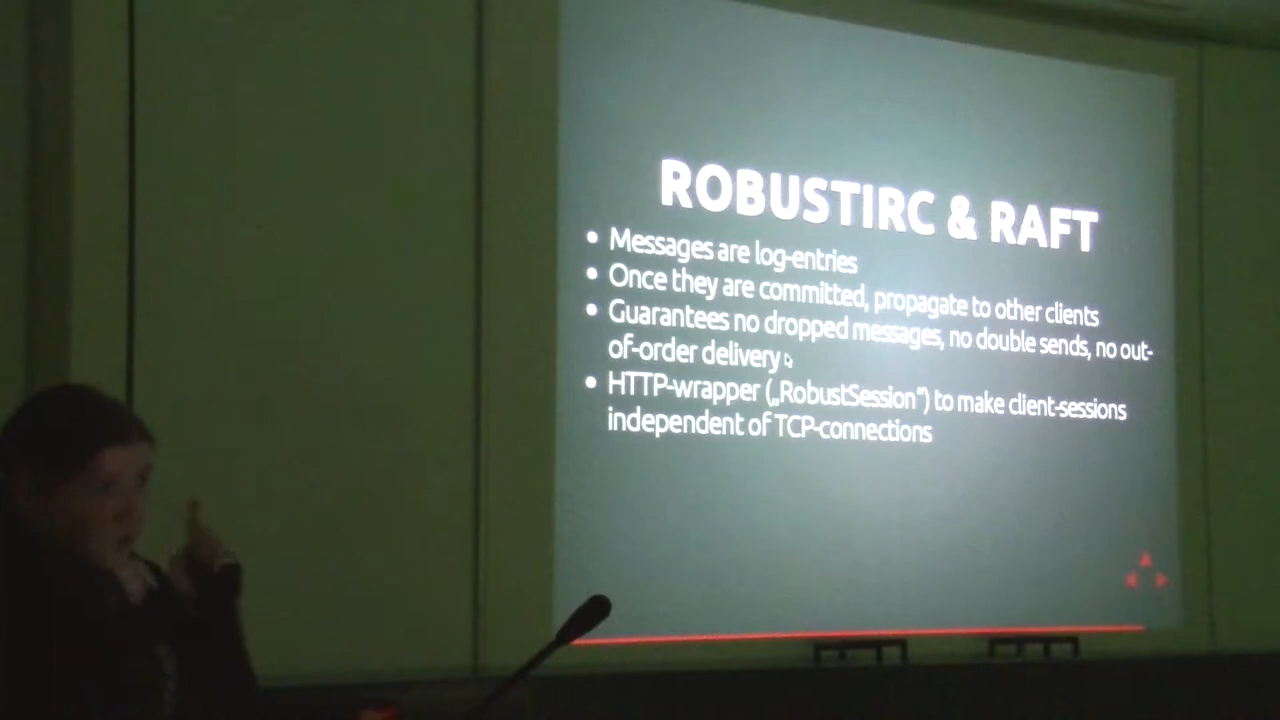 ROBUSTIRC & RAFT
• Messages are log-entries
• Once they are committed, propagate to other clients
• Guarantees no dropped messages, no double sends, no out-
of-order delivery
• HTTP-wrapper („RobustSession“) to make client-sessions
independent of TCP-connections